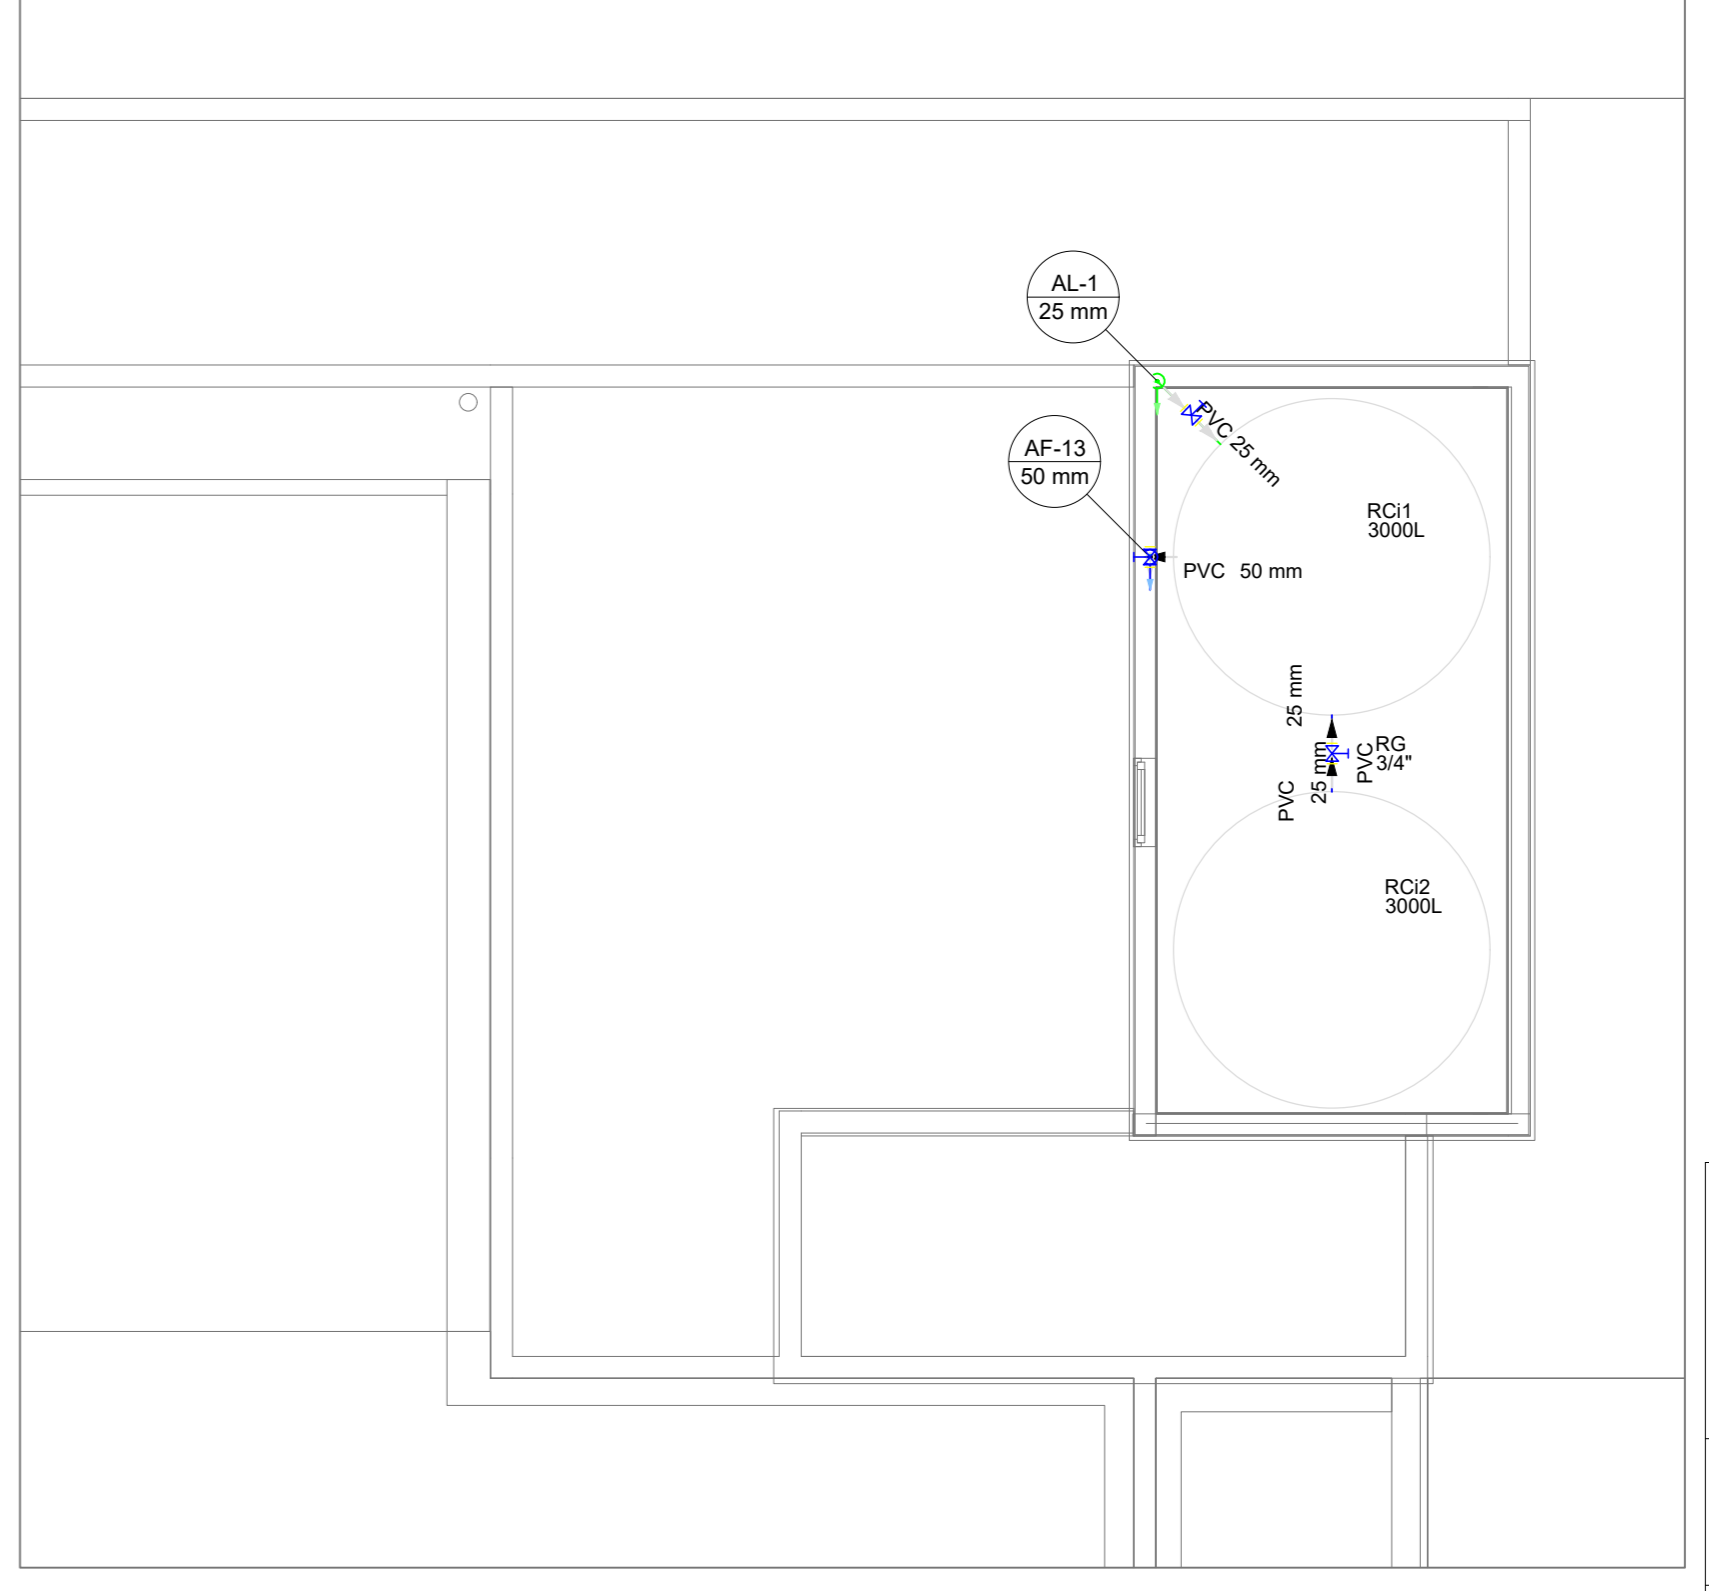 AL-1
25 mm
PVC 25 mm
AF-13
50 mm
RCi1
3000L
PVC 50 mm
25 mm
PVC
25 mm
PVC
RG
3/4"
RCi2
3000L